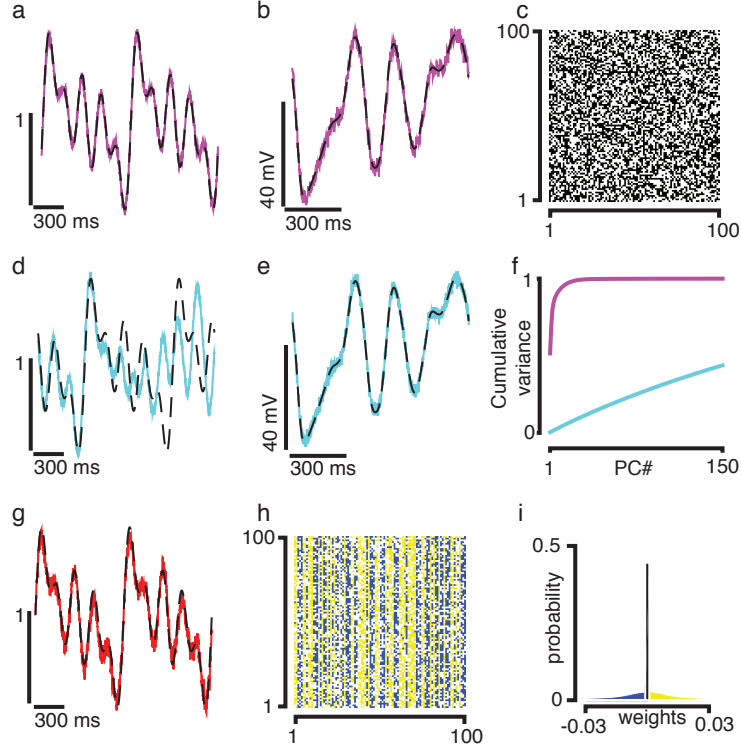 a
1
300 ms
b
40 mV
300 ms
c
100
1
1
100
d
1
300 ms
e
40 mV
300 ms
f
1
Cumulative
variance
0
1
PC#
150
g
1
300 ms
h
100
1
1
100
i
0.5
probability
0
-0.03
weights
0.03